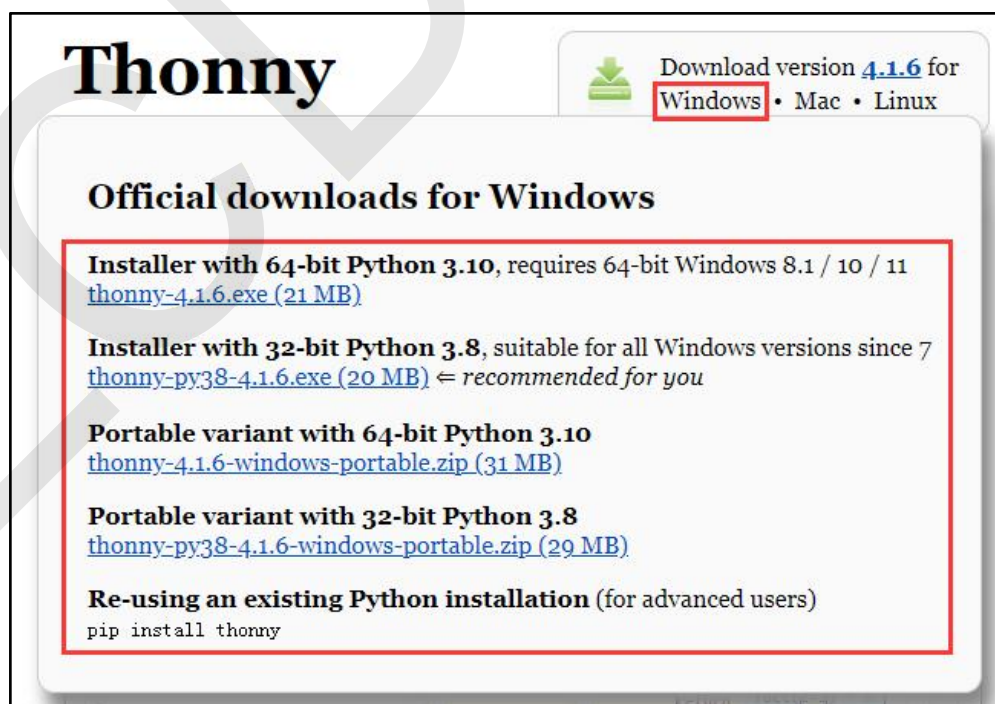 Thonny
Download version 4.1.6 for
Windows • Mac • Linux
Official downloads for Windows
Installer with 64-bit Python 3.10, requires 64-bit Windows 8.1 / 10 / 11
thonny-4.1.6.exe (21 MB)
Installer with 32-bit Python 3.8, suitable for all Windows versions since 7
thonny-py38-4.1.6.exe (20 MB) ⇐ recommended for you
Portable variant with 64-bit Python 3.10
thonny-4.1.6-windows-portable.zip (31 MB)
Portable variant with 32-bit Python 3.8
thonny-py38-4.1.6-windows-portable.zip (29 MB)
Re-using an existing Python installation (for advanced users)
pip install thonny